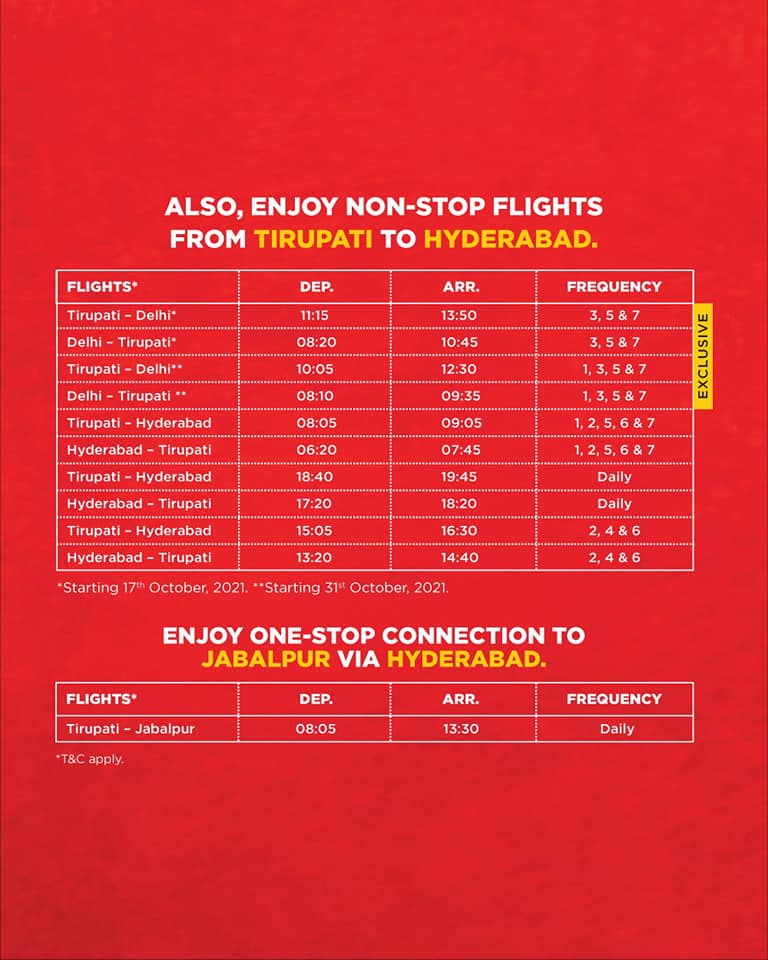 ALSO, ENJOY NON-STOP FLIGHTS
FROM TIRUPATI TO HYDERABAD.
FLIGHTS* DEP. ARR. FREQUENCY
Tirupati – Delhi* 11:15 13:50 3, 5 & 7
Delhi – Tirupati* 08:20 10:45 3, 5 & 7
Tirupati – Delhi** 10:05 12:30 1, 3, 5 & 7
Delhi – Tirupati ** 08:10 09:35 1, 3, 5 & 7
EXCLUSIVE
Tirupati – Hyderabad 08:05 09:05 1, 2, 5, 6 & 7
Hyderabad – Tirupati 06:20 07:45 1, 2, 5, 6 & 7
Tirupati – Hyderabad 18:40 19:45 Daily
Hyderabad – Tirupati 17:20 18:20 Daily
Tirupati – Hyderabad 15:05 16:30 2, 4 & 6
Hyderabad – Tirupati 13:20 14:40 2, 4 & 6
*Starting 17th October, 2021. **Starting 31st October, 2021.
ENJOY ONE-STOP CONNECTION TO
JABALPUR VIA HYDERABAD.
FLIGHTS* DEP. ARR. FREQUENCY
Tirupati – Jabalpur 08:05 13:30 Daily
*T&C apply.